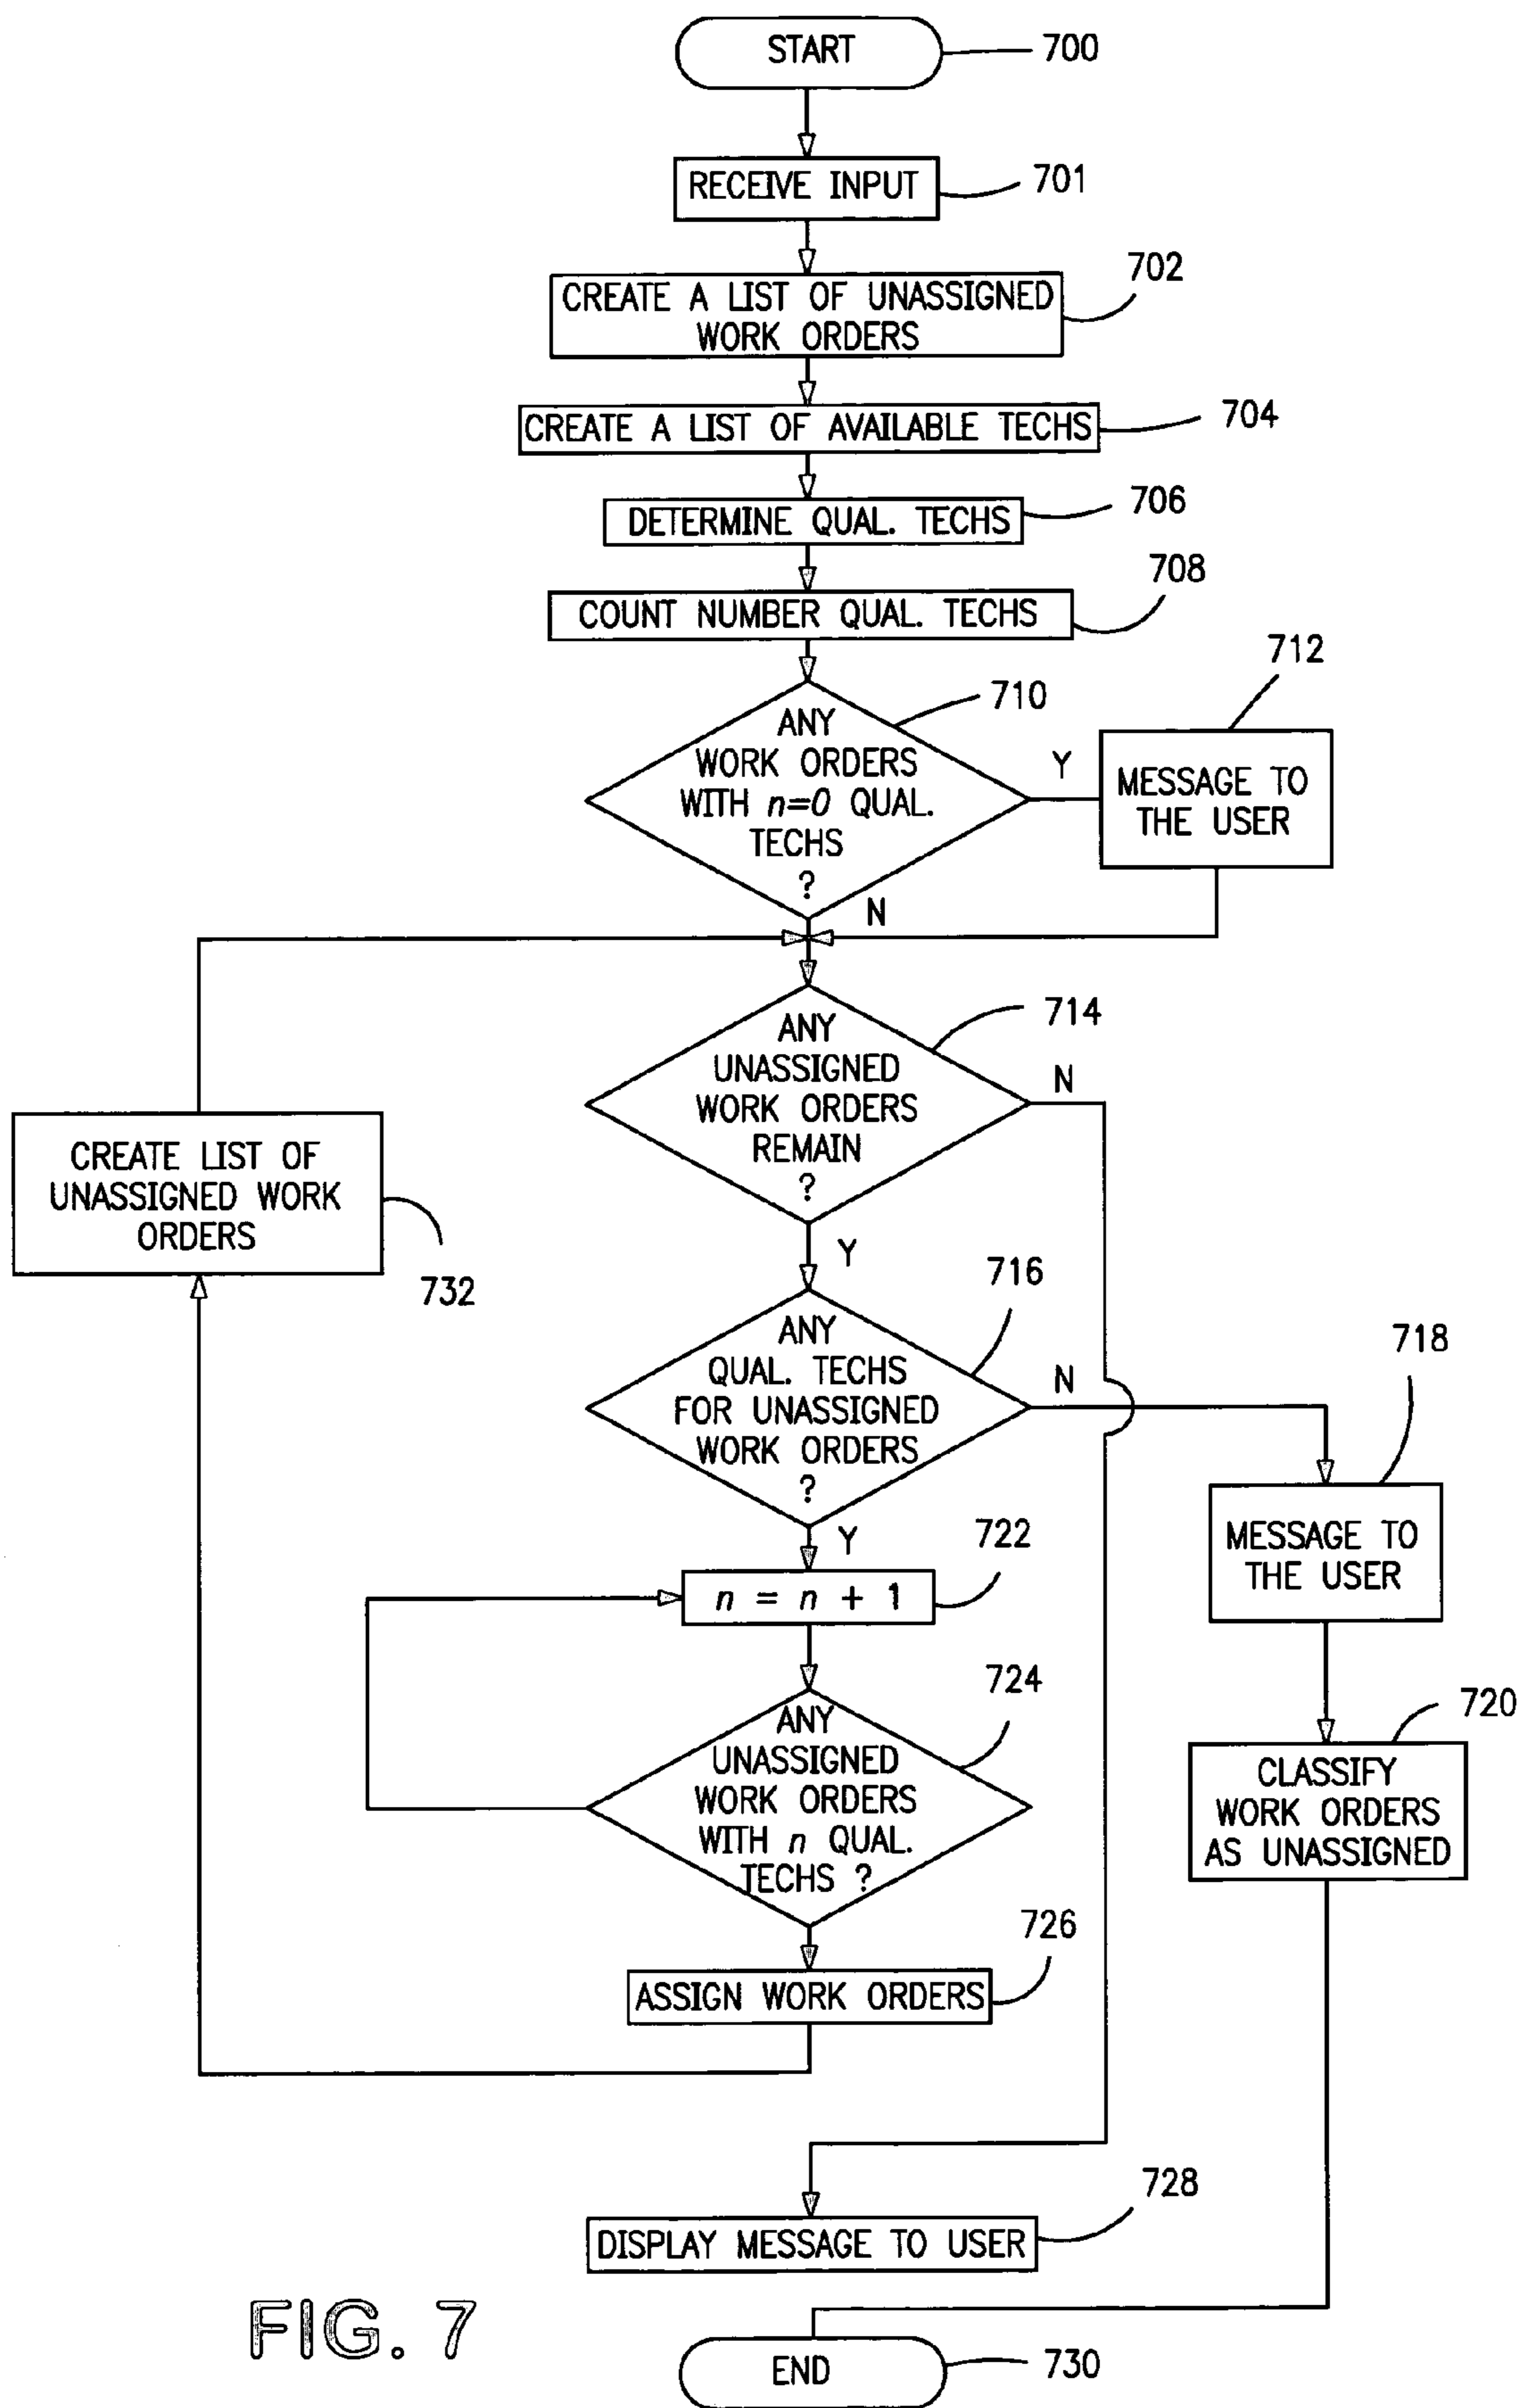 START
700
RECEIVE INPUT
701
702
CREATE A LIST OF UNASSIGNED
WORK ORDERS
704
CREATE A LIST OF AVAILABLE TECHS
706
DETERMINE QUAL. TECHS
708
COUNT NUMBER QUAL. TECHS
712
710
ANY
WORK ORDERS
WITH n=0 QUAL.
TECHS
?
Y
MESSAGE TO
THE USER
N
714
ANY
UNASSIGNED
WORK ORDERS
REMAIN
?
N
CREATE LIST OF
UNASSIGNED WORK
ORDERS
732
Y
716
ANY
QUAL. TECHS
FOR UNASSIGNED
WORK ORDERS
?
N
718
MESSAGE TO
THE USER
Y
722
n = n + 1
724
ANY
UNASSIGNED
WORK ORDERS
WITH n QUAL.
TECHS ?
720
CLASSIFY
WORK ORDERS
AS UNASSIGNED
726
ASSIGN WORK ORDERS
728
DISPLAY MESSAGE TO USER
FIG. 7
END
730